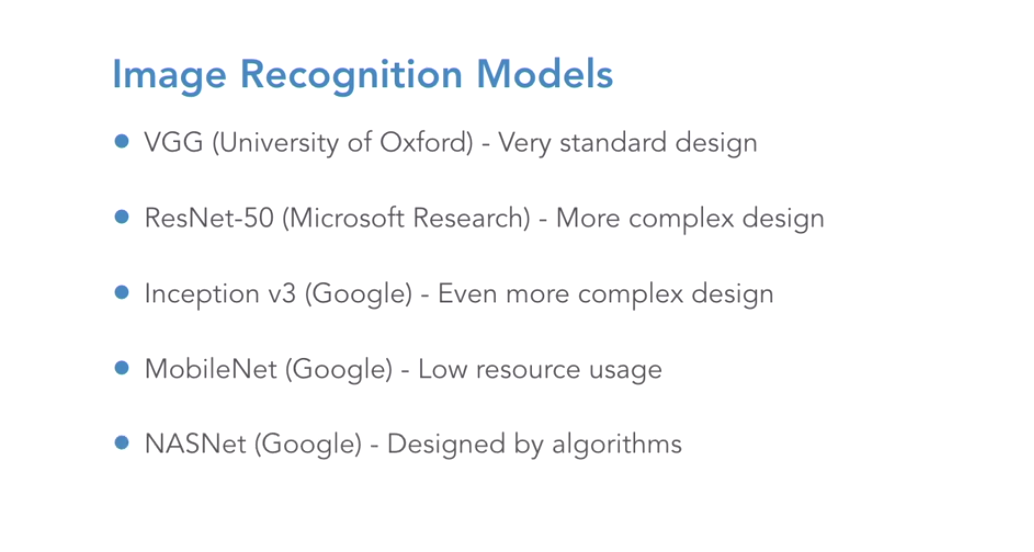 Image Recognition Models
● VGG (University of Oxford) - Very standard design
● ResNet-50 (Microsoft Research) - More complex design
● Inception v3 (Google) - Even more complex design
● MobileNet (Google) - Low resource usage
● NASNet (Google) - Designed by algorithms